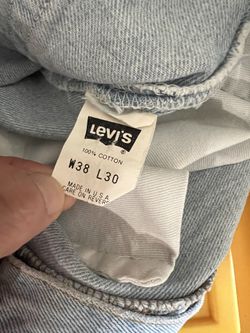 LEVI'S
®
100% COTTON
W38 L30
MADE IN U.S.A.
CARE ON REVERSE